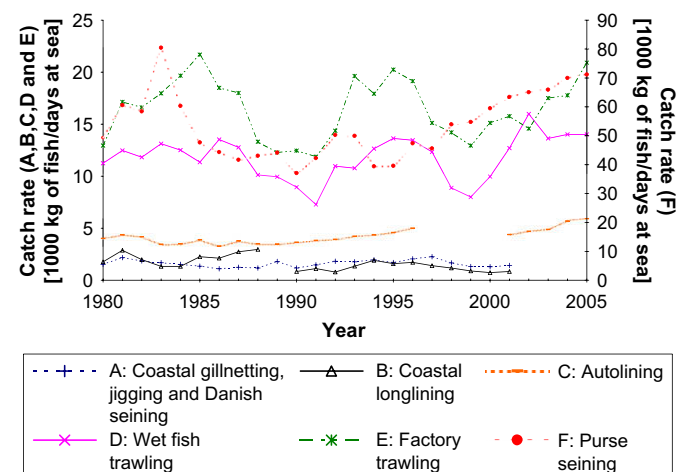 Catch rate (A,B,C,D and E)
[1000 kg of fish/days at sea]
25
20
15
10
5
0
90
80
70
60
50
40
30
20
10
0
Catch rate (F)
[1000 kg of fish/days at sea]
1980 1985 1990 1995 2000 2005
Year
A: Coastal gillnetting,
jigging and Danish
seining
B: Coastal
longlining
C: Autolining
D: Wet fish
trawling
E: Factory
trawling
F: Purse
seining